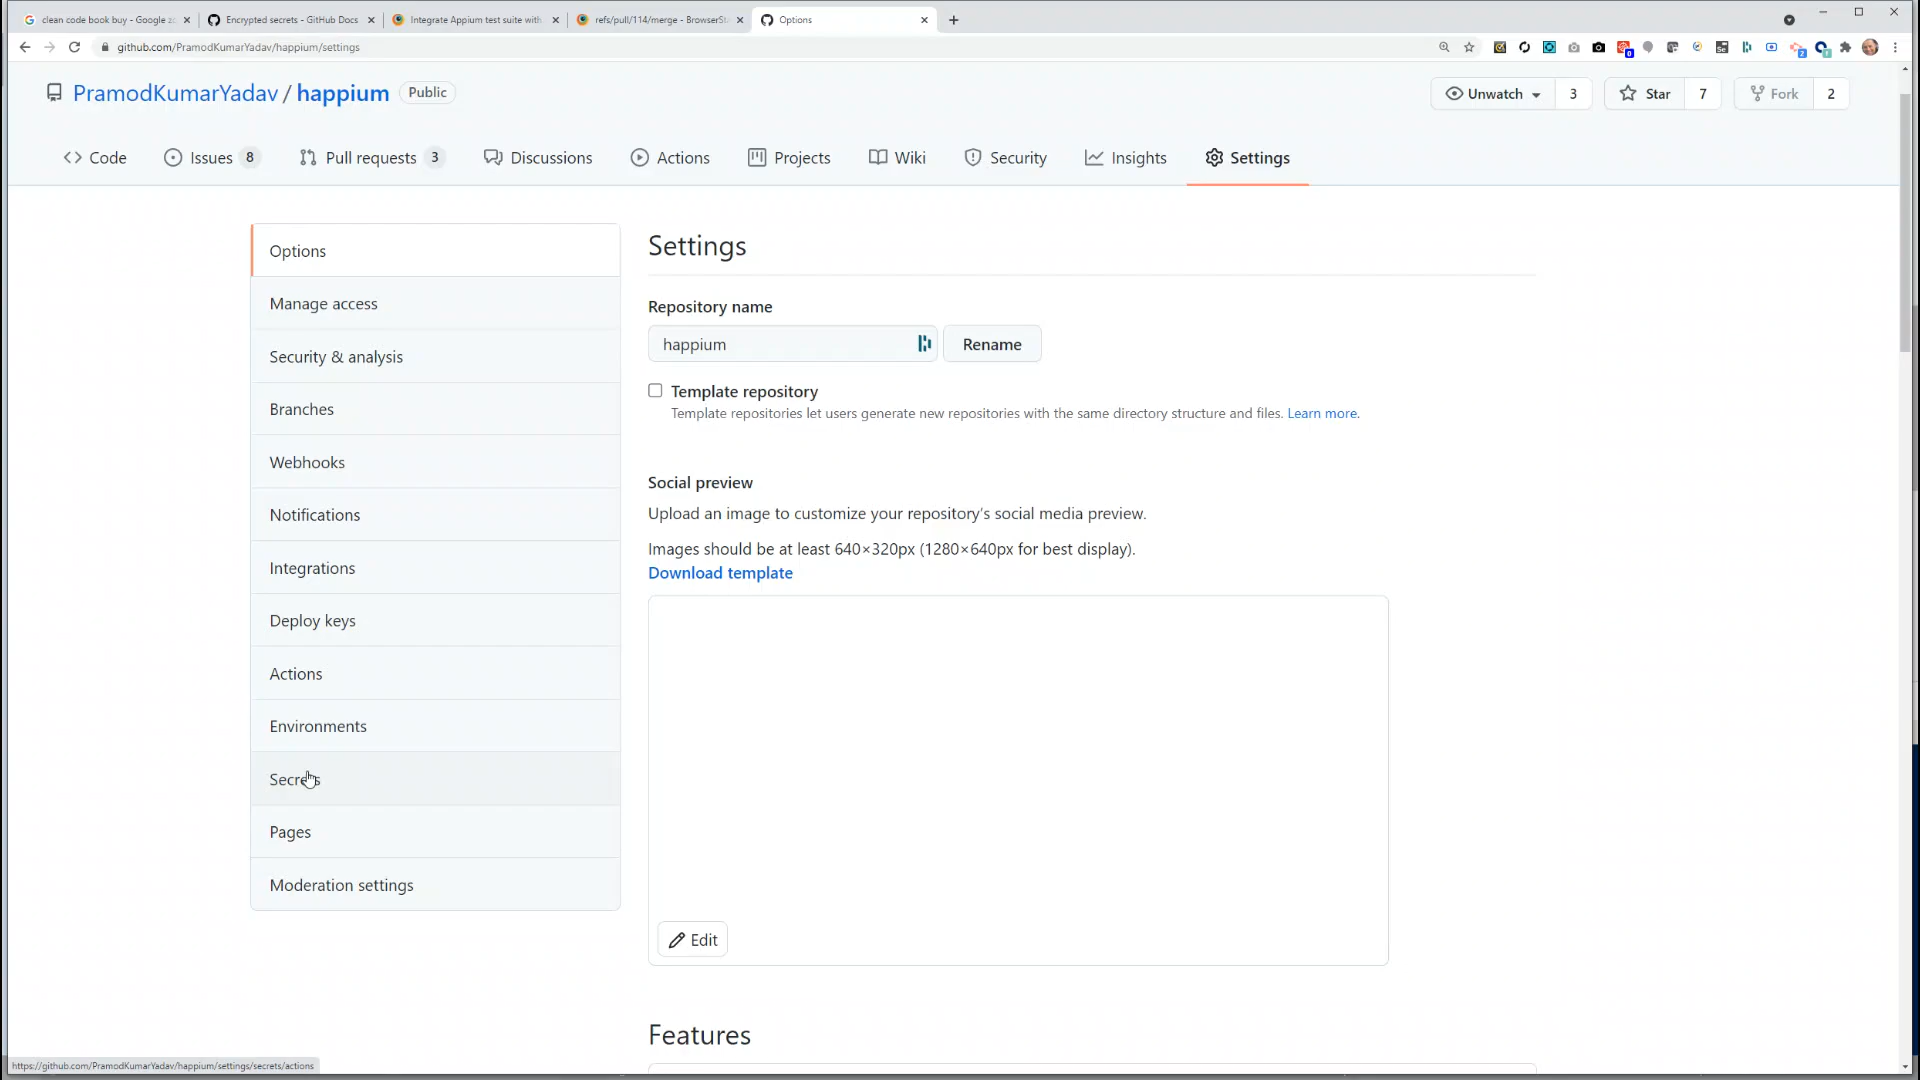 clean code book buy - Google
Encrypted secrets - GitHub Docs
Integrate Appium test suite with
refs/pull/114/merge - BrowserSt
Options
github.com/PramodKumarYadav/happium/settings
PramodKumarYadav / happium Public
Unwatch 3
Star 7
Fork 2
Code
Issues 8
Pull requests 3
Discussions
Actions
Projects
Wiki
Security
Insights
Settings
Options
Manage access
Security & analysis
Branches
Webhooks
Notifications
Integrations
Deploy keys
Actions
Environments
Secrets
Pages
Moderation settings
Settings
Repository name
happium
Rename
Template repository
Template repositories let users generate new repositories with the same directory structure and files. Learn more.
Social preview
Upload an image to customize your repository's social media preview.
Images should be at least 640×320px (1280×640px for best display).
Download template
Edit
Features
https://github.com/PramodKumarYadav/happium/settings/secrets/actions